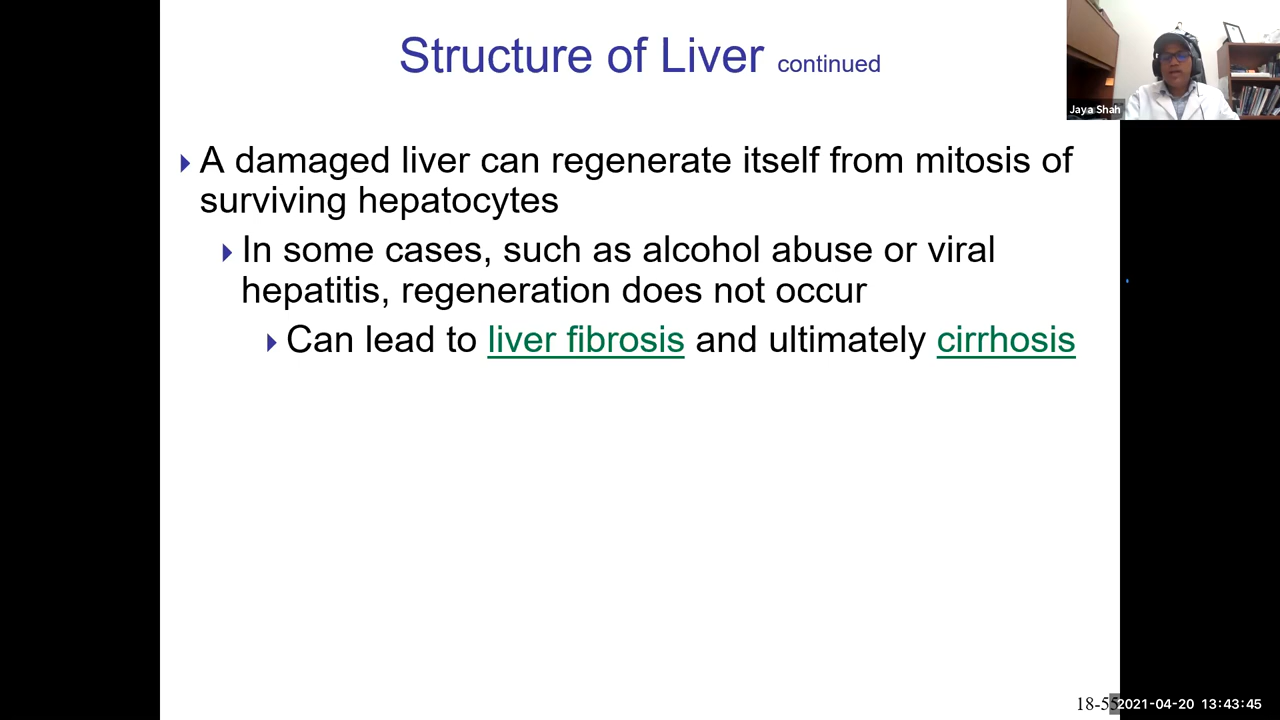 Structure of Liver continued
Jaya Shah
A damaged liver can regenerate itself from mitosis of
surviving hepatocytes
In some cases, such as alcohol abuse or viral
hepatitis, regeneration does not occur
Can lead to liver fibrosis and ultimately cirrhosis
18-55
2021-04-20 13:43:45